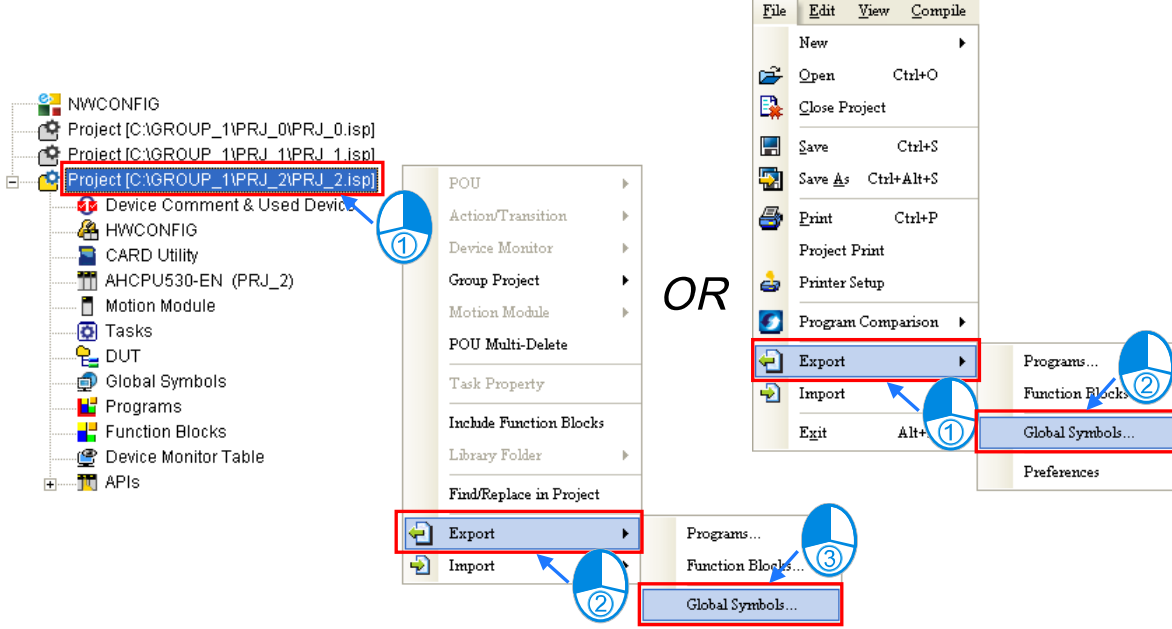 NWCONFIG
Project [C:\GROUP_1\PRJ_0\PRJ_0.isp]
Project [C:\GROUP_1\PRJ_1\PRJ_1.isp]
Project [C:\GROUP_1\PRJ_2\PRJ_2.isp]
Device Comment & Used Device
HWCONFIG
CARD Utility
AHCPU530-EN (PRJ_2)
Motion Module
Tasks
DUT
Global Symbols
Programs
Function Blocks
Device Monitor Table
APIs
①
POU
Action/Transition
Device Monitor
Group Project
Motion Module
POU Multi-Delete
Task Property
Include Function Blocks
Library Folder
Find/Replace in Project
Export
Import
②
Programs...
Function Blocks...
Global Symbols...
③
OR
File Edit View Compile
New
Open Ctrl+O
Close Project
Save Ctrl+S
Save As Ctrl+Alt+S
Print Ctrl+P
Project Print
Printer Setup
Program Comparison
Export
Import
Exit Alt+
①
Programs...
Function Blocks
Global Symbols...
Preferences
②